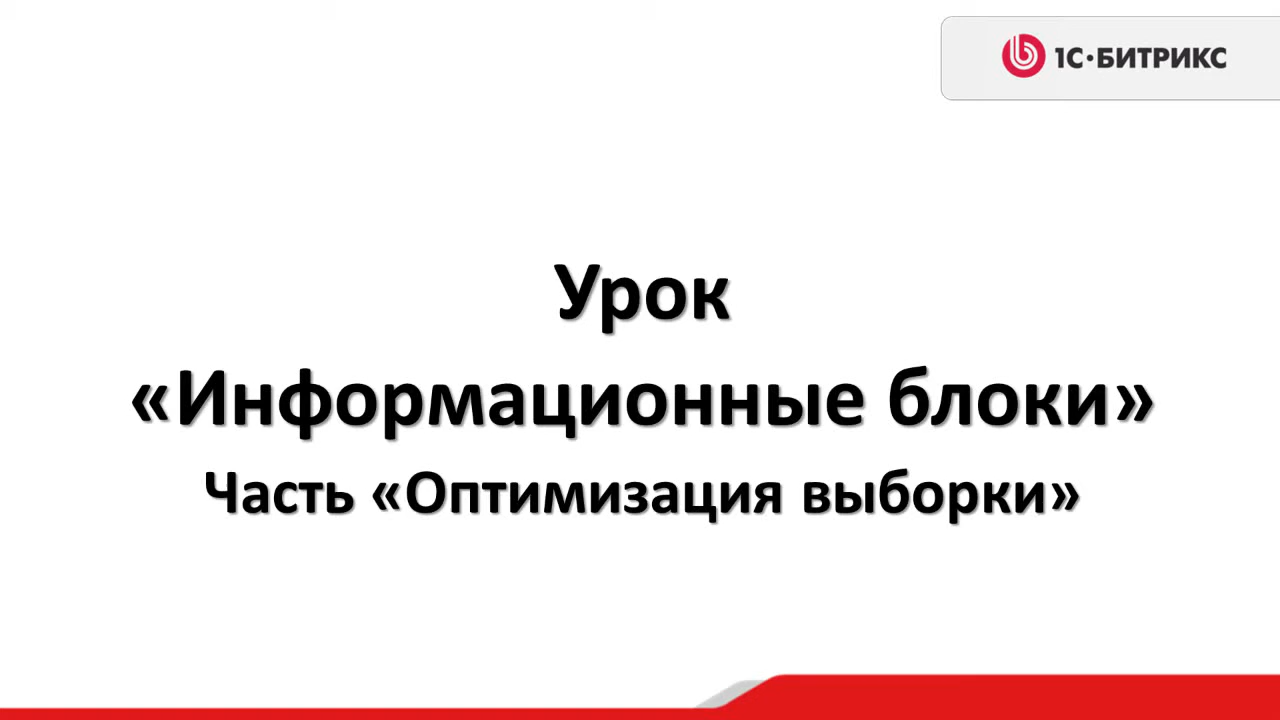 1С·БИТРИКС
Урок
«Информационные блоки»
Часть «Оптимизация выборки»